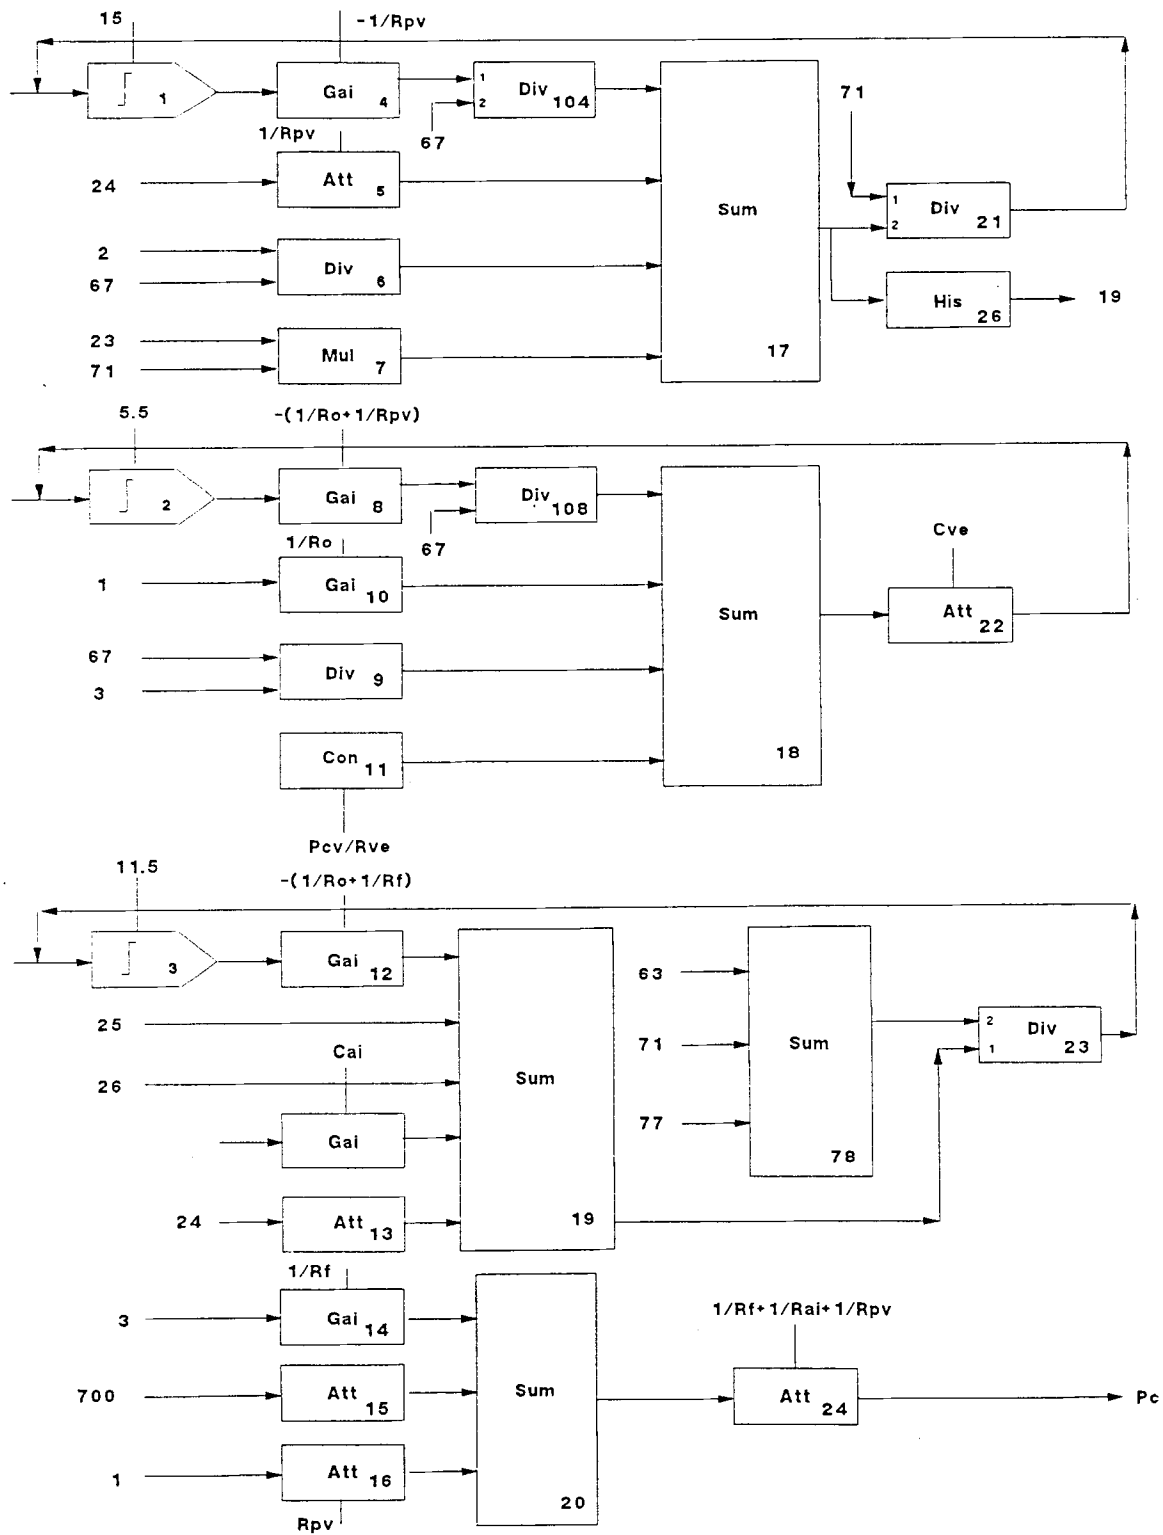 15
-1/Rpv
1
Gai 4
1
2
Div 104
67
71
1/Rpv
24
Att 5
Sum 17
1
2
Div 21
2
67
Div 6
His 26
19
23
71
Mul 7
5.5
-(1/Ro+1/Rpv)
2
Gai 8
Div 108
67
Cve
1/Ro
1
Gai 10
Sum 18
Att 22
67
3
Div 9
Con 11
Pcv/Rve
11.5
-(1/Ro+1/Rf)
3
Gai 12
63
25
71
Sum 78
2
1
Div 23
Cai
26
Sum 19
Gai
77
24
Att 13
1/Rf
3
Gai 14
1/Rf+1/Rai+1/Rpv
700
Att 15
Sum 20
Att 24
Pc
1
Att 16
Rpv